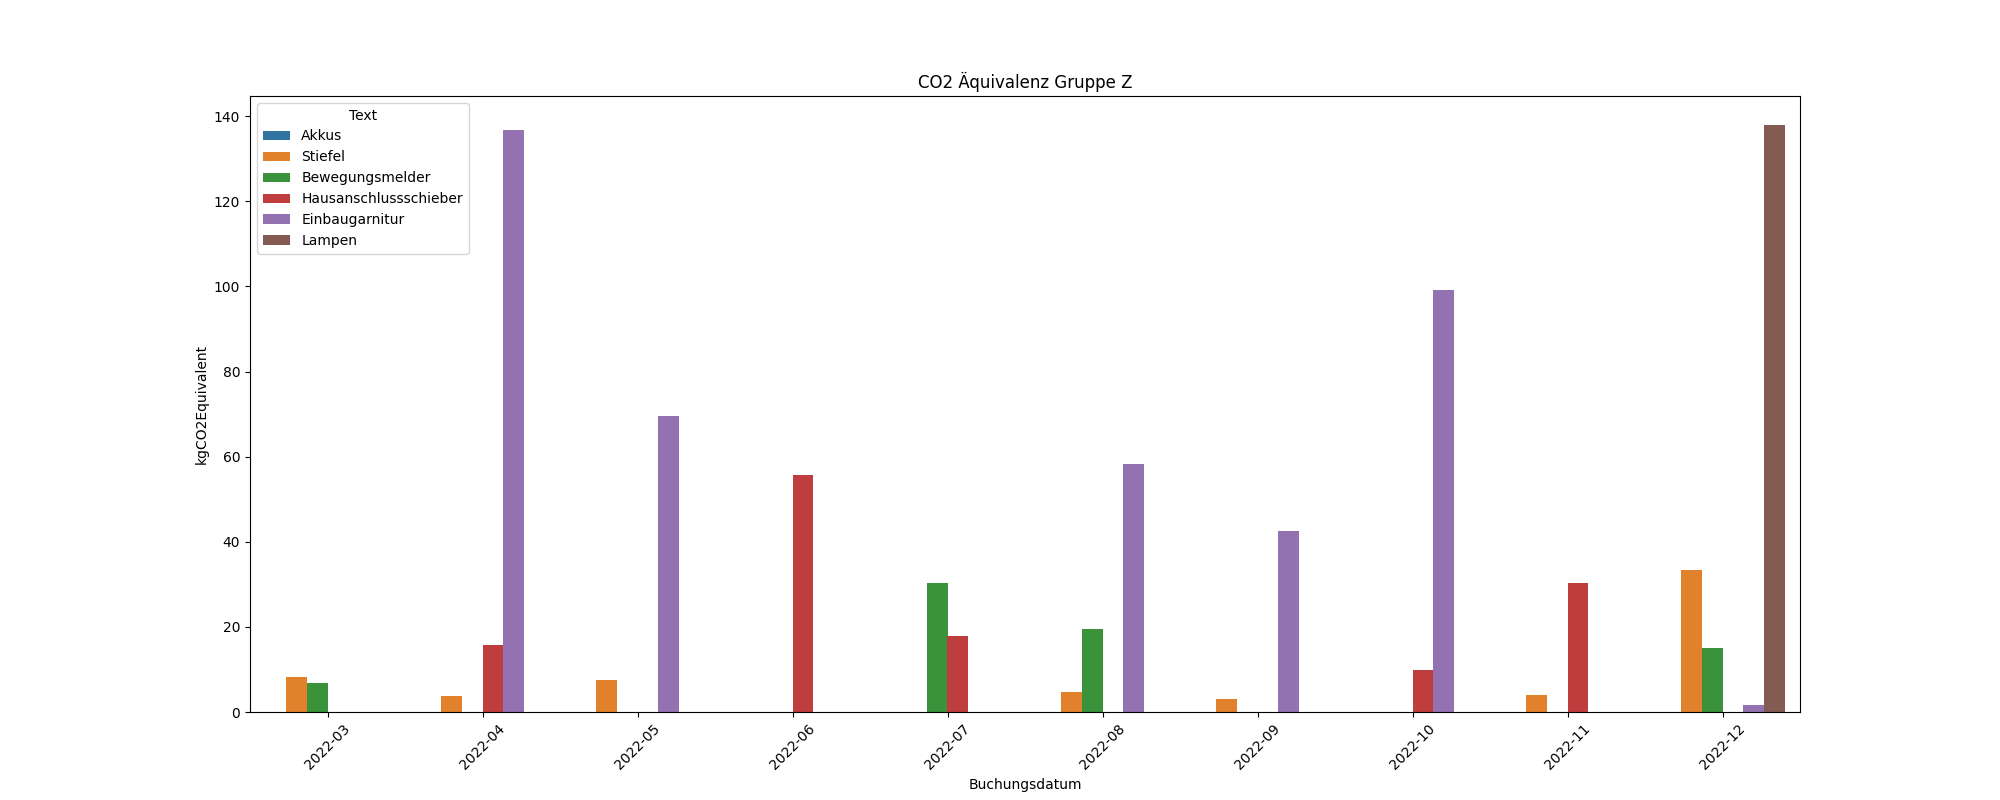 CO2 Äquivalenz Gruppe Z
Text
Akkus
Stiefel
Bewegungsmelder
Hausanschlussschieber
Einbaugarnitur
Lampen
kgCO2Equivalent
140
120
100
80
60
40
20
0
2022-03
2022-04
2022-05
2022-06
2022-07
2022-08
2022-09
2022-10
2022-11
2022-12
Buchungsdatum